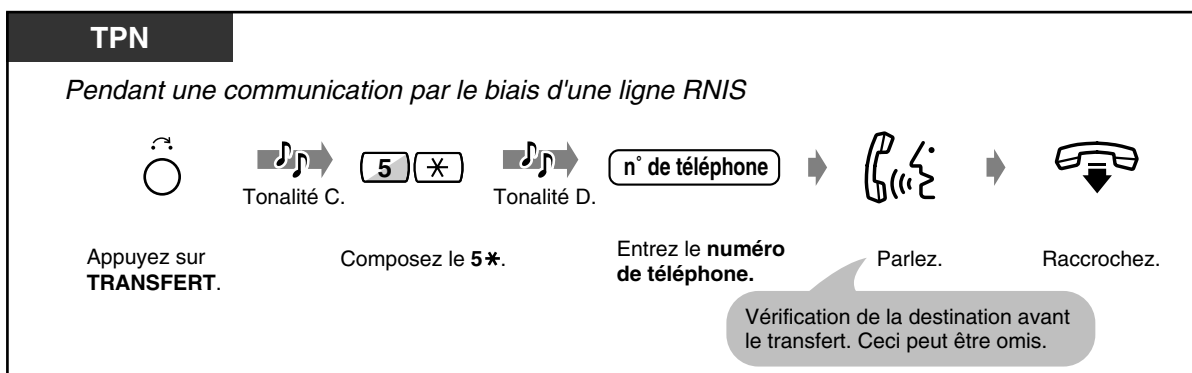 TPN
Pendant une communication par le biais d'une ligne RNIS
Tonalité C.
5 *
Tonalité D.
n° de téléphone
Appuyez sur
TRANSFERT.
Composez le 5*.
Entrez le numéro
de téléphone.
Parlez.
Raccrochez.
Vérification de la destination avant
le transfert. Ceci peut être omis.